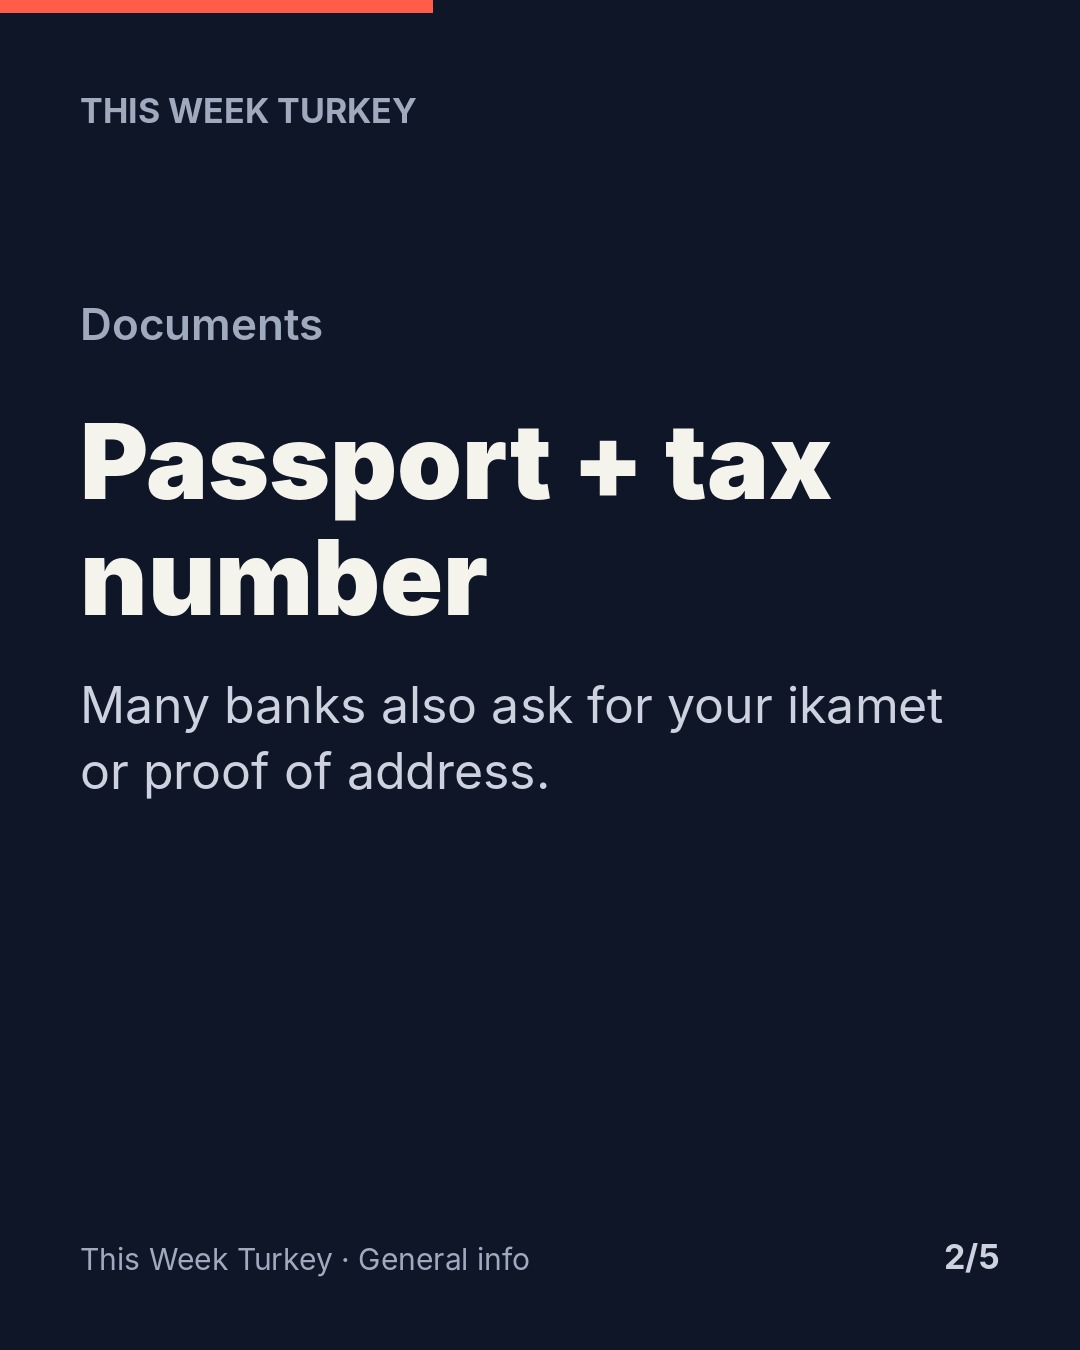 THIS WEEK TURKEY
Documents
Passport + tax
number
Many banks also ask for your ikamet
or proof of address.
This Week Turkey · General info
2/5